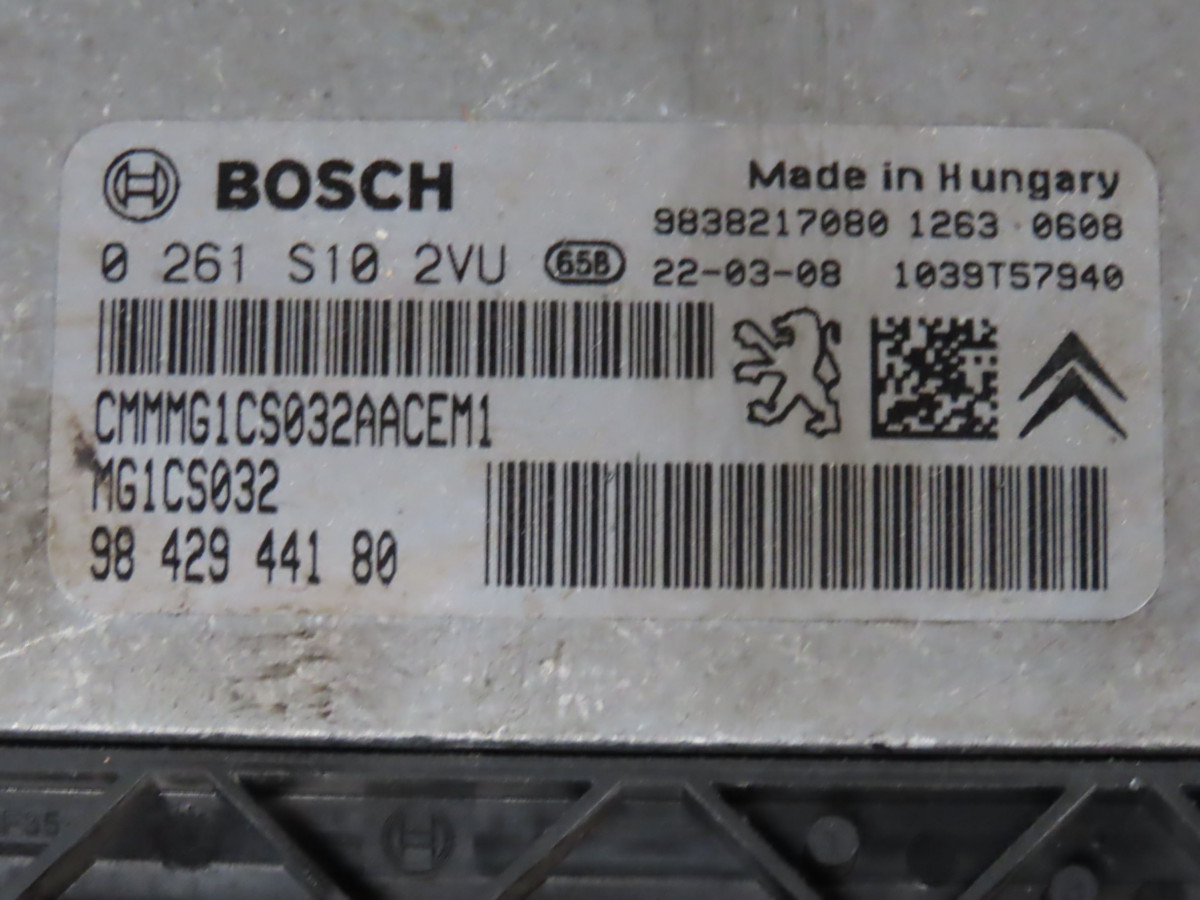 BOSCH
Made in Hungary
9838217080 1263 0608
0 261 S10 2VU 65B
22-03-08 1039T57940
CMMMG1CS032AACEM1
MG1CS032
98 429 441 80